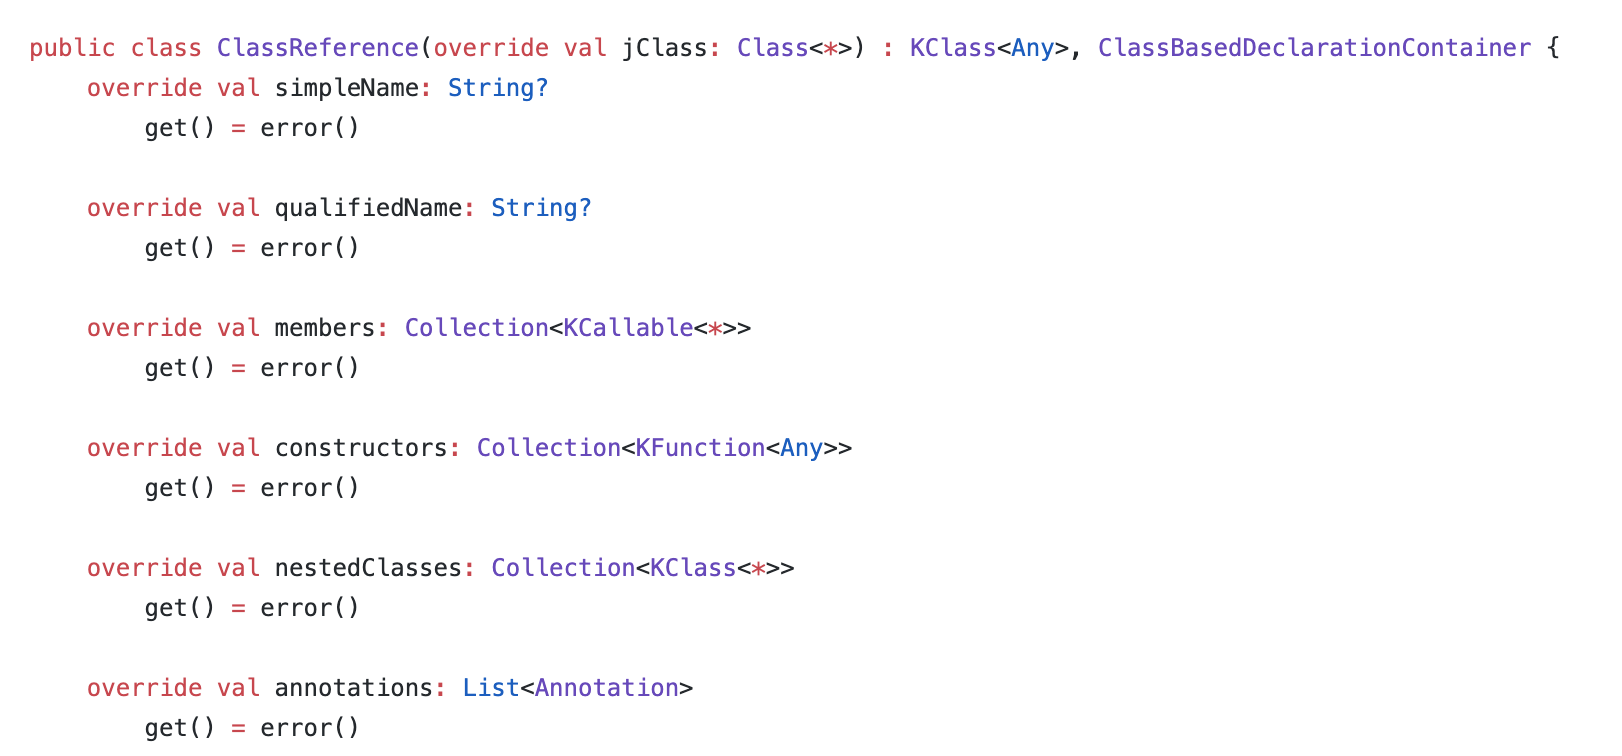 public class ClassReference(override val jClass: Class<*>) : KClass<Any>, ClassBasedDeclarationContainer {
    override val simpleName: String?
        get() = error()

    override val qualifiedName: String?
        get() = error()

    override val members: Collection<KCallable<*>>
        get() = error()

    override val constructors: Collection<KFunction<Any>>
        get() = error()

    override val nestedClasses: Collection<KClass<*>>
        get() = error()

    override val annotations: List<Annotation>
        get() = error()